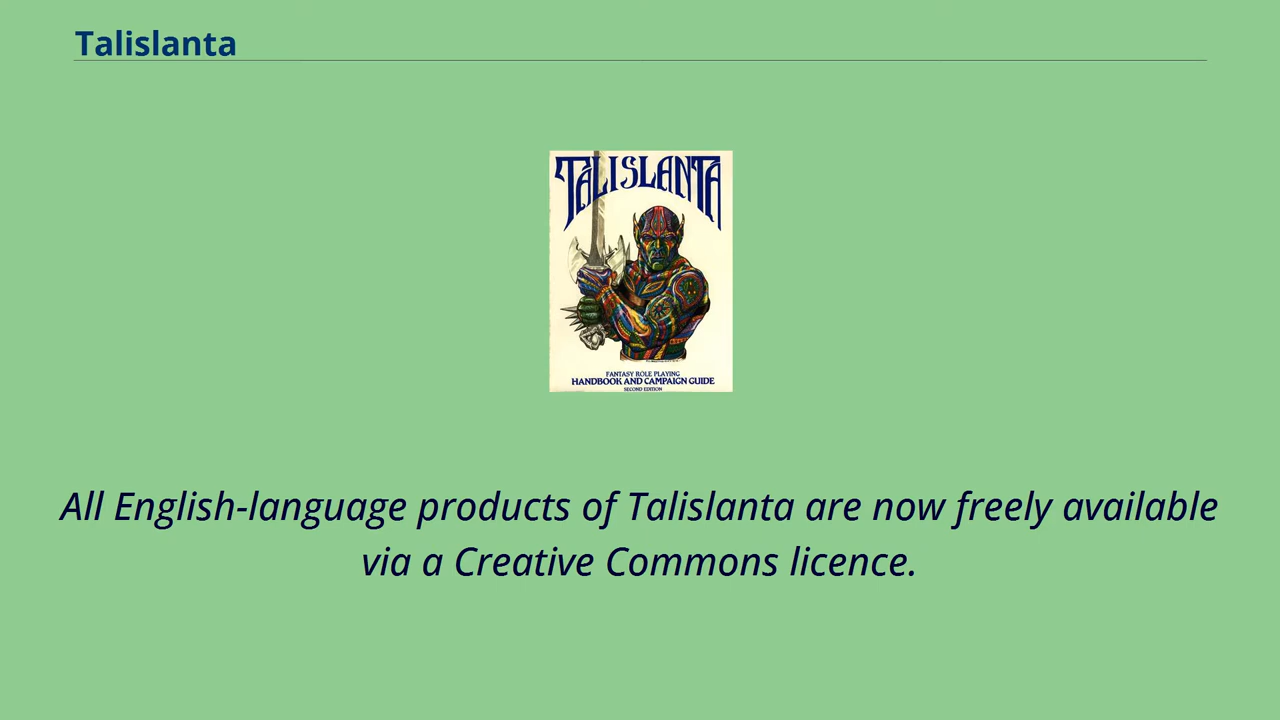 Talislanta
TALISLANTA
FANTASY ROLE PLAYING
HANDBOOK AND CAMPAIGN GUIDE
SECOND EDITION
All English-language products of Talislanta are now freely available
via a Creative Commons licence.